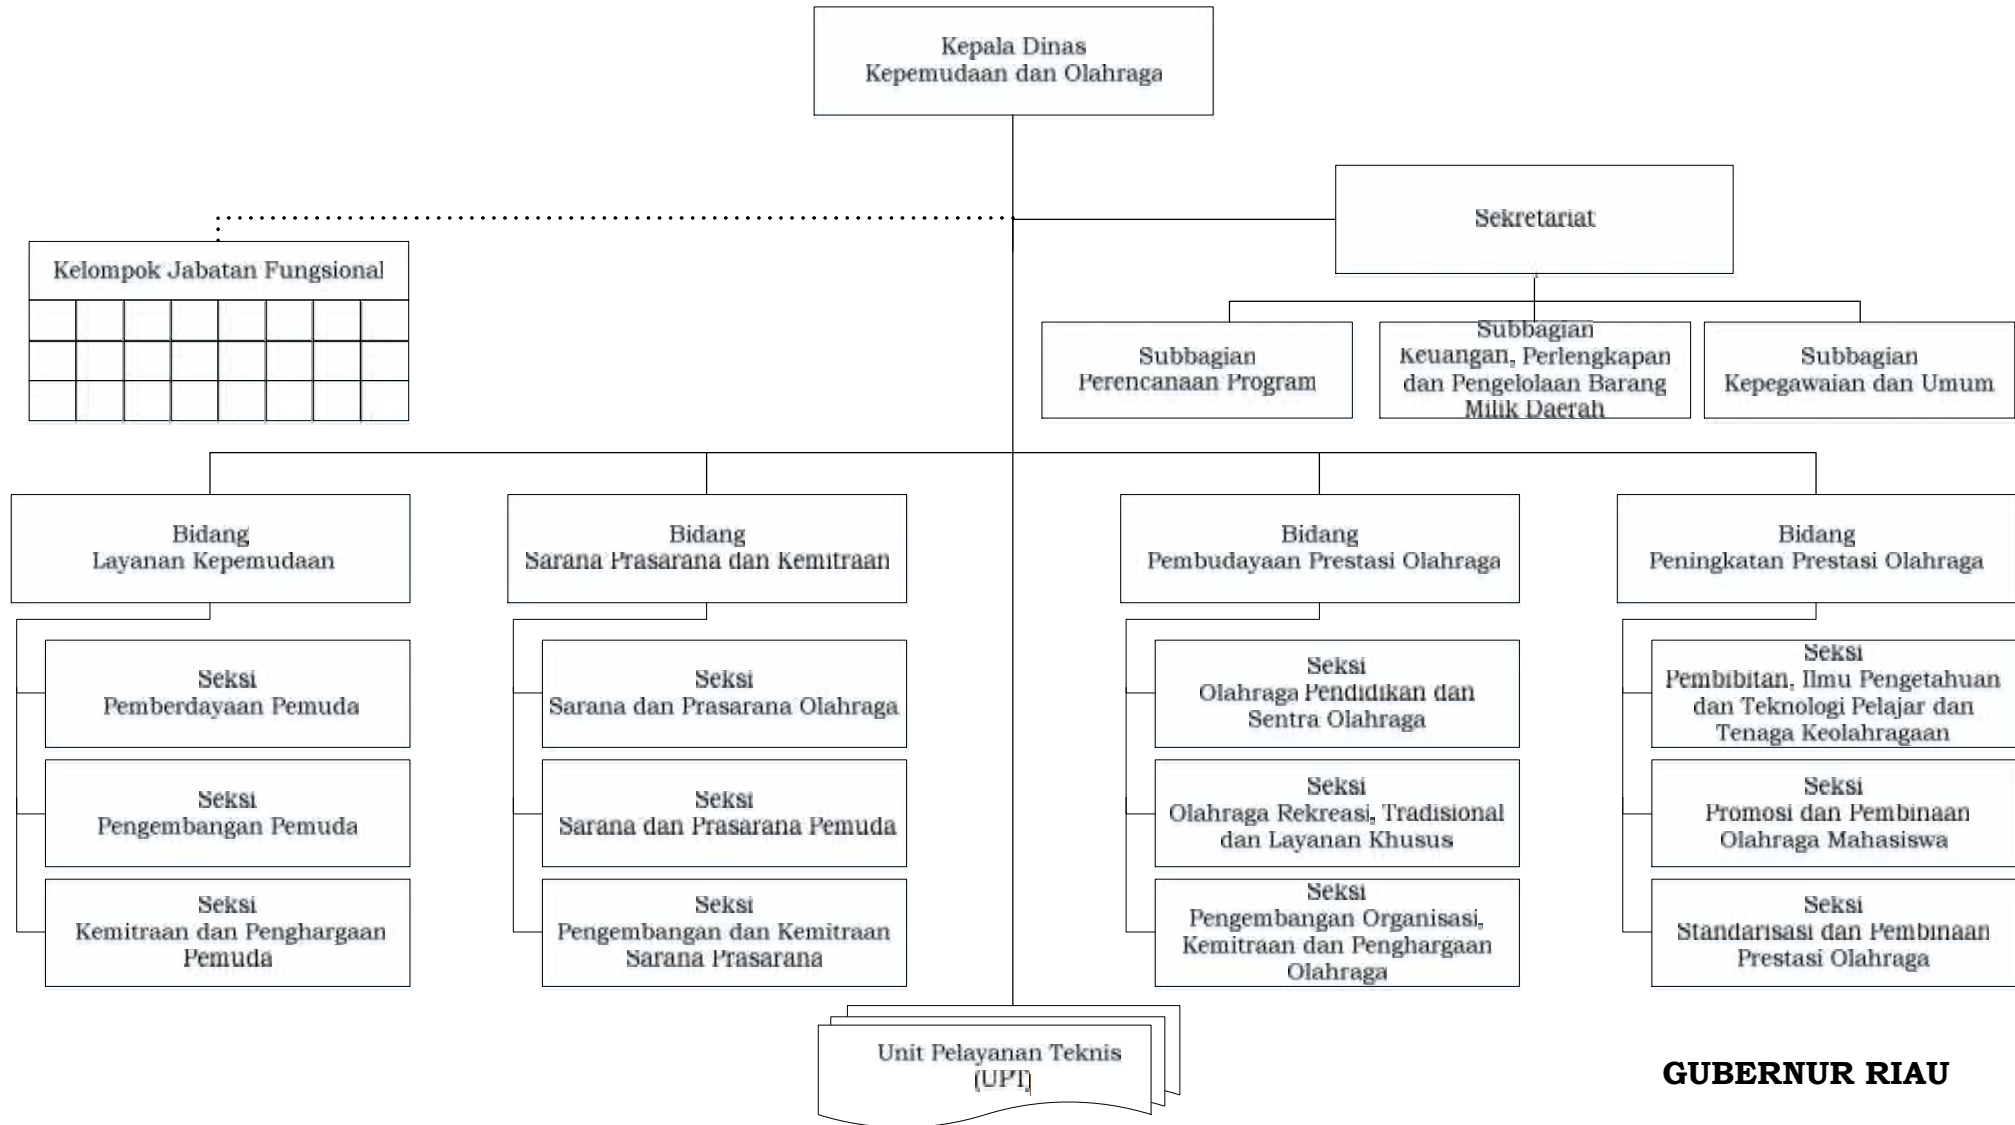 Kepala Dinas
Kepemudaan dan Olahraga
Sekretariat
Kelompok Jabatan Fungsional
Subbagian
Perencanaan Program
Subbagian
Keuangan, Perlengkapan
dan Pengelolaan Barang
Milik Daerah
Subbagian
Kepegawaian dan Umum
Bidang
Layanan Kepemudaan
Bidang
Sarana Prasarana dan Kemitraan
Bidang
Pembudayaan Prestasi Olahraga
Bidang
Peningkatan Prestasi Olahraga
Seksi
Pemberdayaan Pemuda
Seksi
Pengembangan Pemuda
Seksi
Kemitraan dan Penghargaan
Pemuda
Seksi
Sarana dan Prasarana Olahraga
Seksi
Sarana dan Prasarana Pemuda
Seksi
Pengembangan dan Kemitraan
Sarana Prasarana
Seksi
Olahraga Pendidikan dan
Sentra Olahraga
Seksi
Olahraga Rekreasi, Tradisional
dan Layanan Khusus
Seksi
Pengembangan Organisasi,
Kemitraan dan Penghargaan
Olahraga
Seksi
Pembibitan, Ilmu Pengetahuan
dan Teknologi Pelajar dan
Tenaga Keolahragaan
Seksi
Promosi dan Pembinaan
Olahraga Mahasiswa
Seksi
Standarisasi dan Pembinaan
Prestasi Olahraga
Unit Pelayanan Teknis
(UPT)
GUBERNUR RIAU